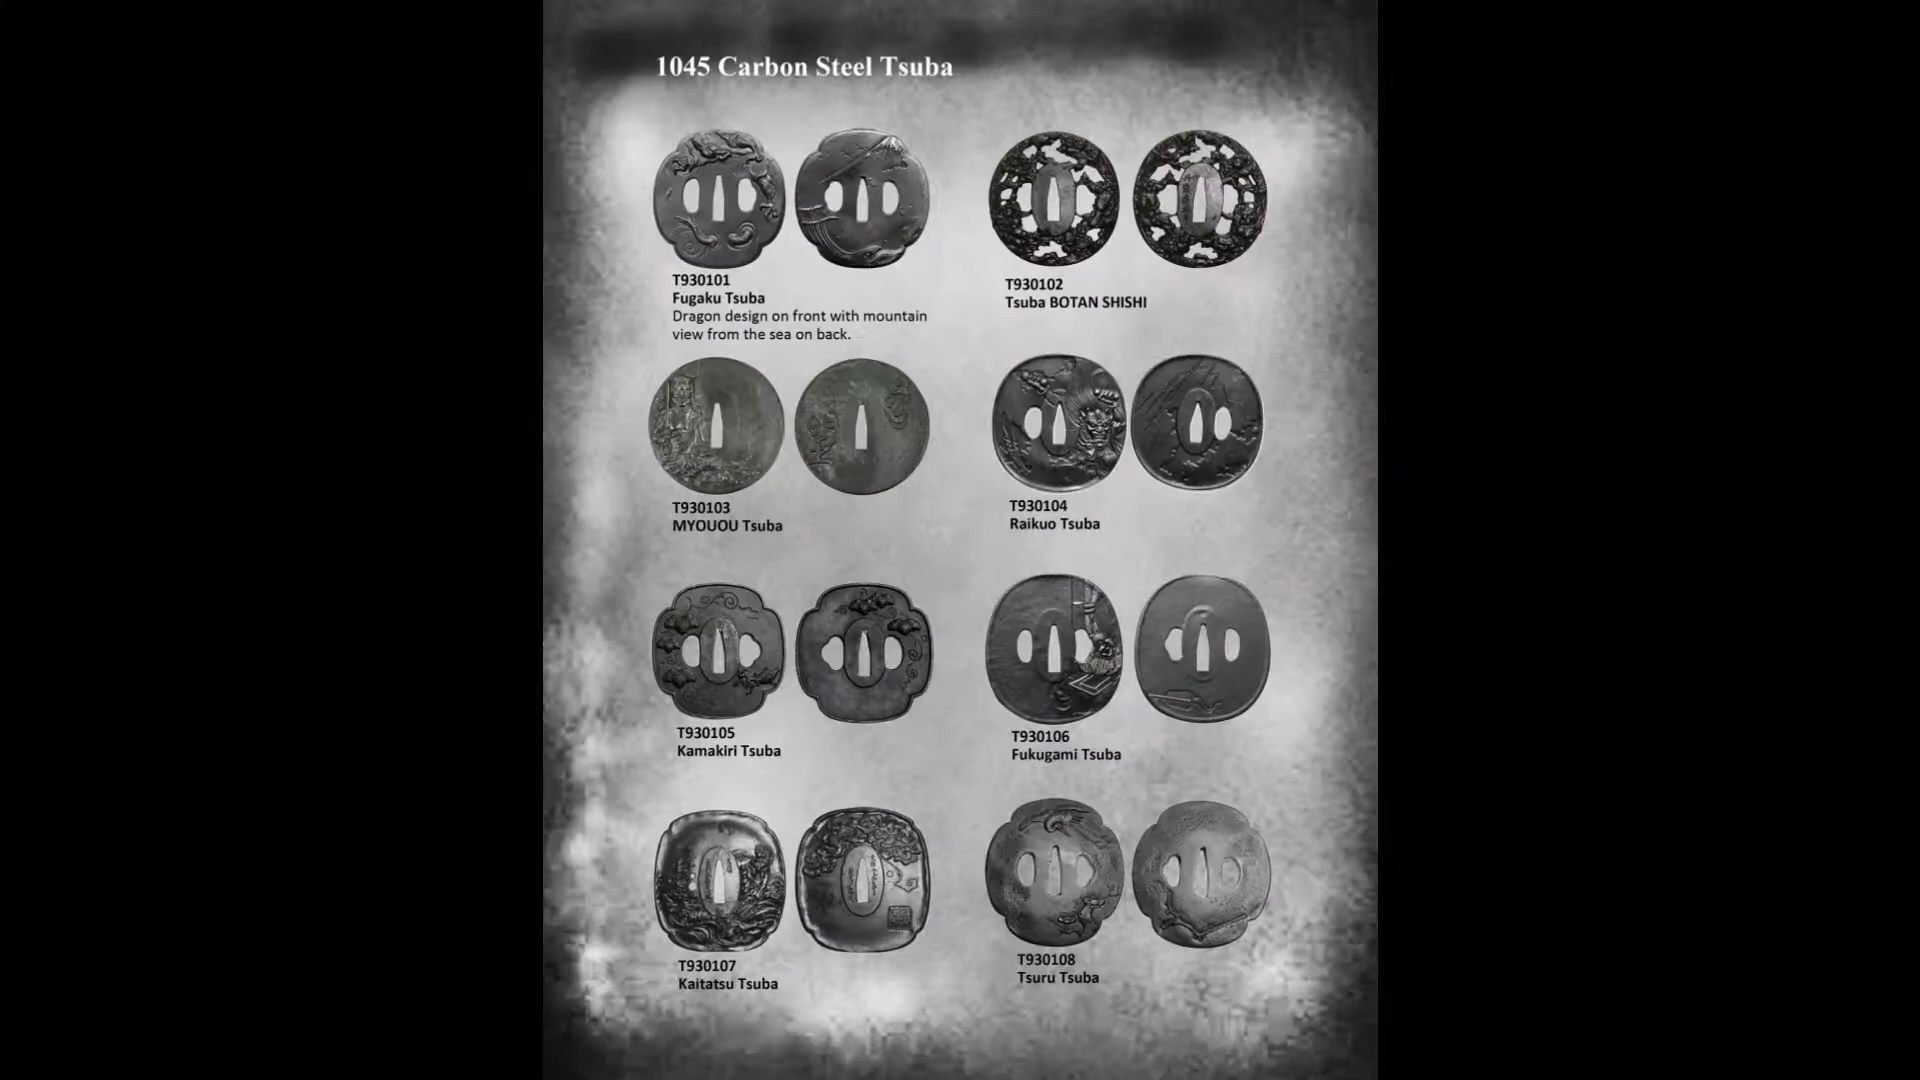 1045 Carbon Steel Tsuba
T930101
Fugaku Tsuba
Dragon design on front with mountain
view from the sea on back.
T930102
Tsuba BOTAN SHISHI
T930103
MYOUOU Tsuba
T930104
Raikuo Tsuba
T930105
Kamakiri Tsuba
T930106
Fukugami Tsuba
T930107
Kaitatsu Tsuba
T930108
Tsuru Tsuba